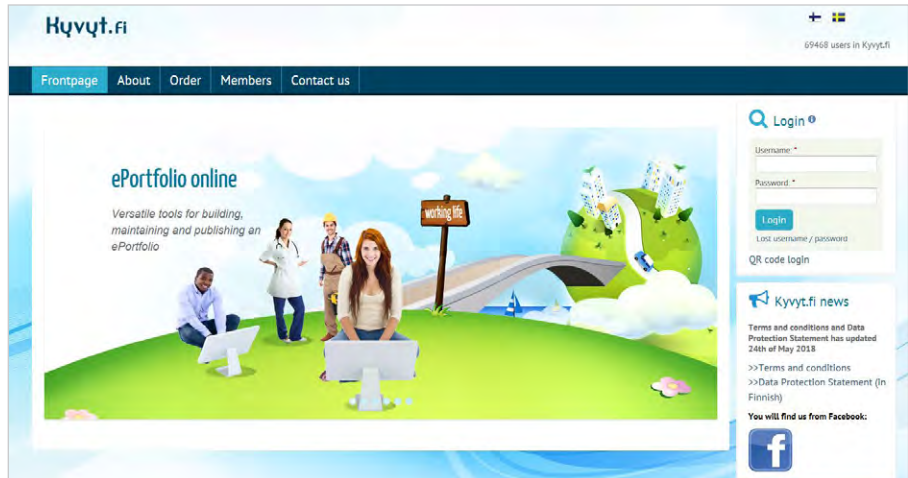 Kyvyt.fi
69468 users in Kyvyt.fi
Frontpage About Order Members Contact us
ePortfolio online
Versatile tools for building,
maintaining and publishing an
ePortfolio
working life
Login
Username: *
Password: *
Login
Lost username / password
QR code login
Kyvyt.fi news
Terms and conditions and Data
Protection Statement has updated
24th of May 2018
>>Terms and conditions
>>Data Protection Statement (in
Finnish)
You will find us from Facebook:
f